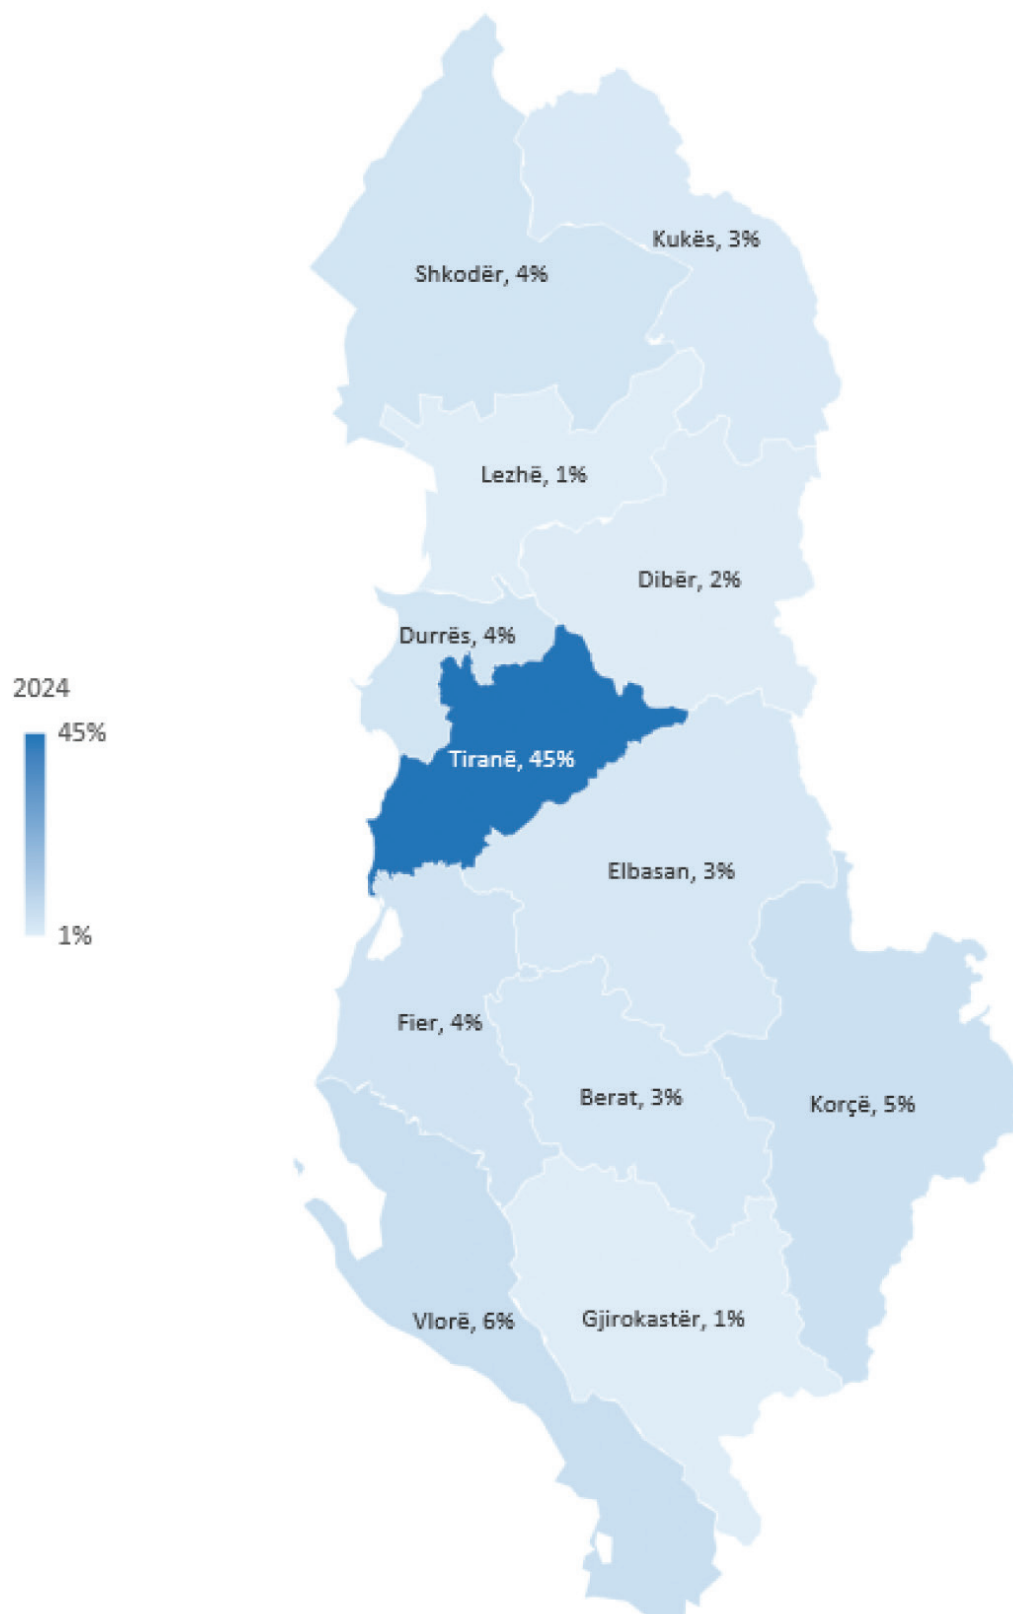 Kukës, 3%
Shkodër, 4%
Lezhë, 1%
Dibër, 2%
Durrës, 4%
2024
45%
Tiranë, 45%
Elbasan, 3%
1%
Fier, 4%
Berat, 3%
Korçë, 5%
Vlorë, 6%
Gjirokastër, 1%